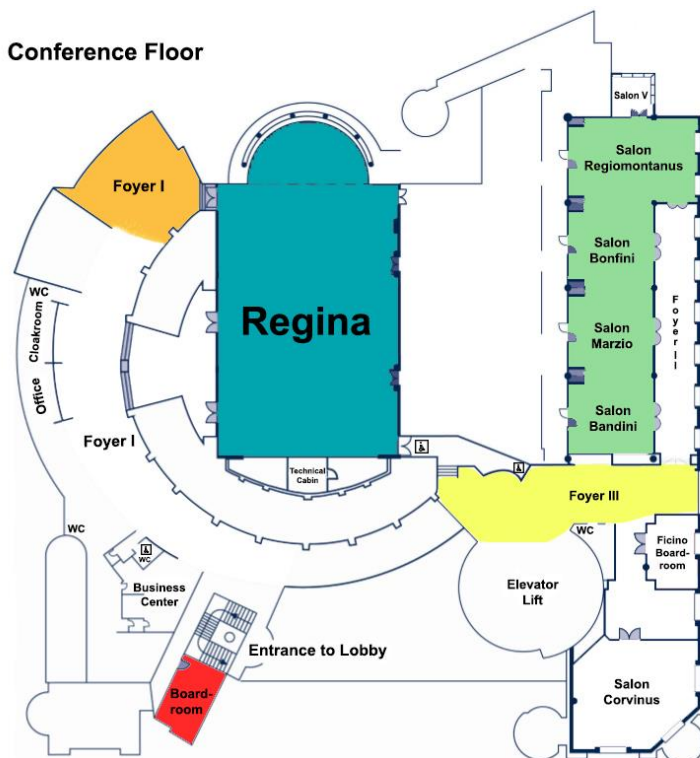 Conference Floor
Salon V
Salon
Regiomontanus
Foyer I
WC
Cloakroom
Office
Regina
Salon
Bonfini
Foyer II
Salon
Marzio
Salon
Bandini
Foyer I
Technical
Cabin
Foyer III
WC
WC
WC
Ficino
Board-
room
Business
Center
Elevator
Lift
Entrance to Lobby
Board-
room
Salon
Corvinus